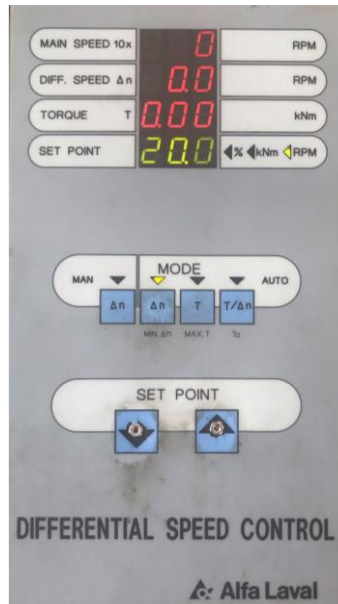 MAIN SPEED 10x 0 RPM
DIFF. SPEED Δn 0.0 RPM
TORQUE T 0.00 kNm
SET POINT 20.0 % kNm RPM
MODE
MAN AUTO
Δn Δn T T/Δn
MIN. Δn MAX. T. To
SET POINT
DIFFERENTIAL SPEED CONTROL
Alfa Laval